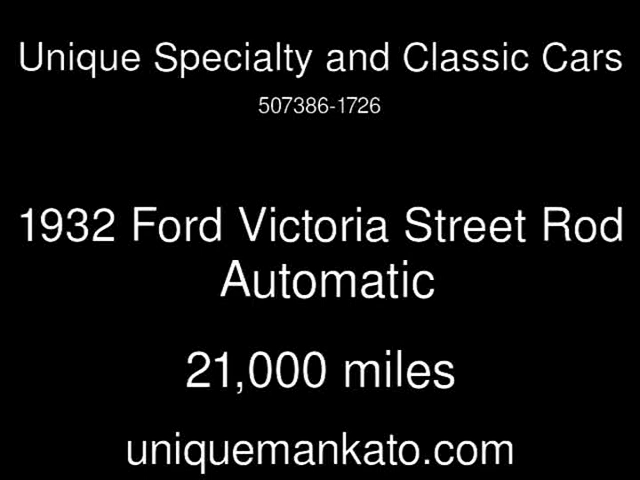 Unique Specialty and Classic Cars
507386-1726
1932 Ford Victoria Street Rod
Automatic
21,000 miles
uniquemankato.com